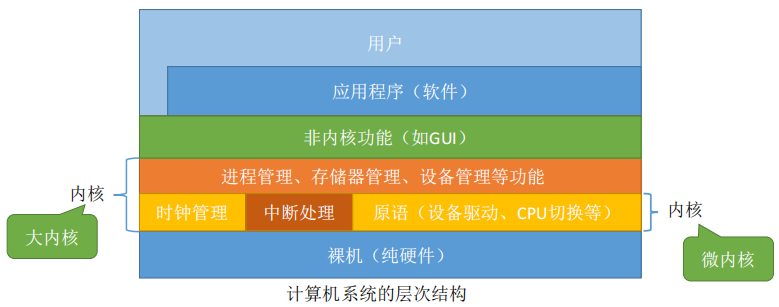 用户
应用程序（软件）
非内核功能（如GUI）
进程管理、存储器管理、设备管理等功能
内核
时钟管理
中断处理
原语（设备驱动、CPU切换等）
内核
大内核
微内核
裸机（纯硬件）
计算机系统的层次结构